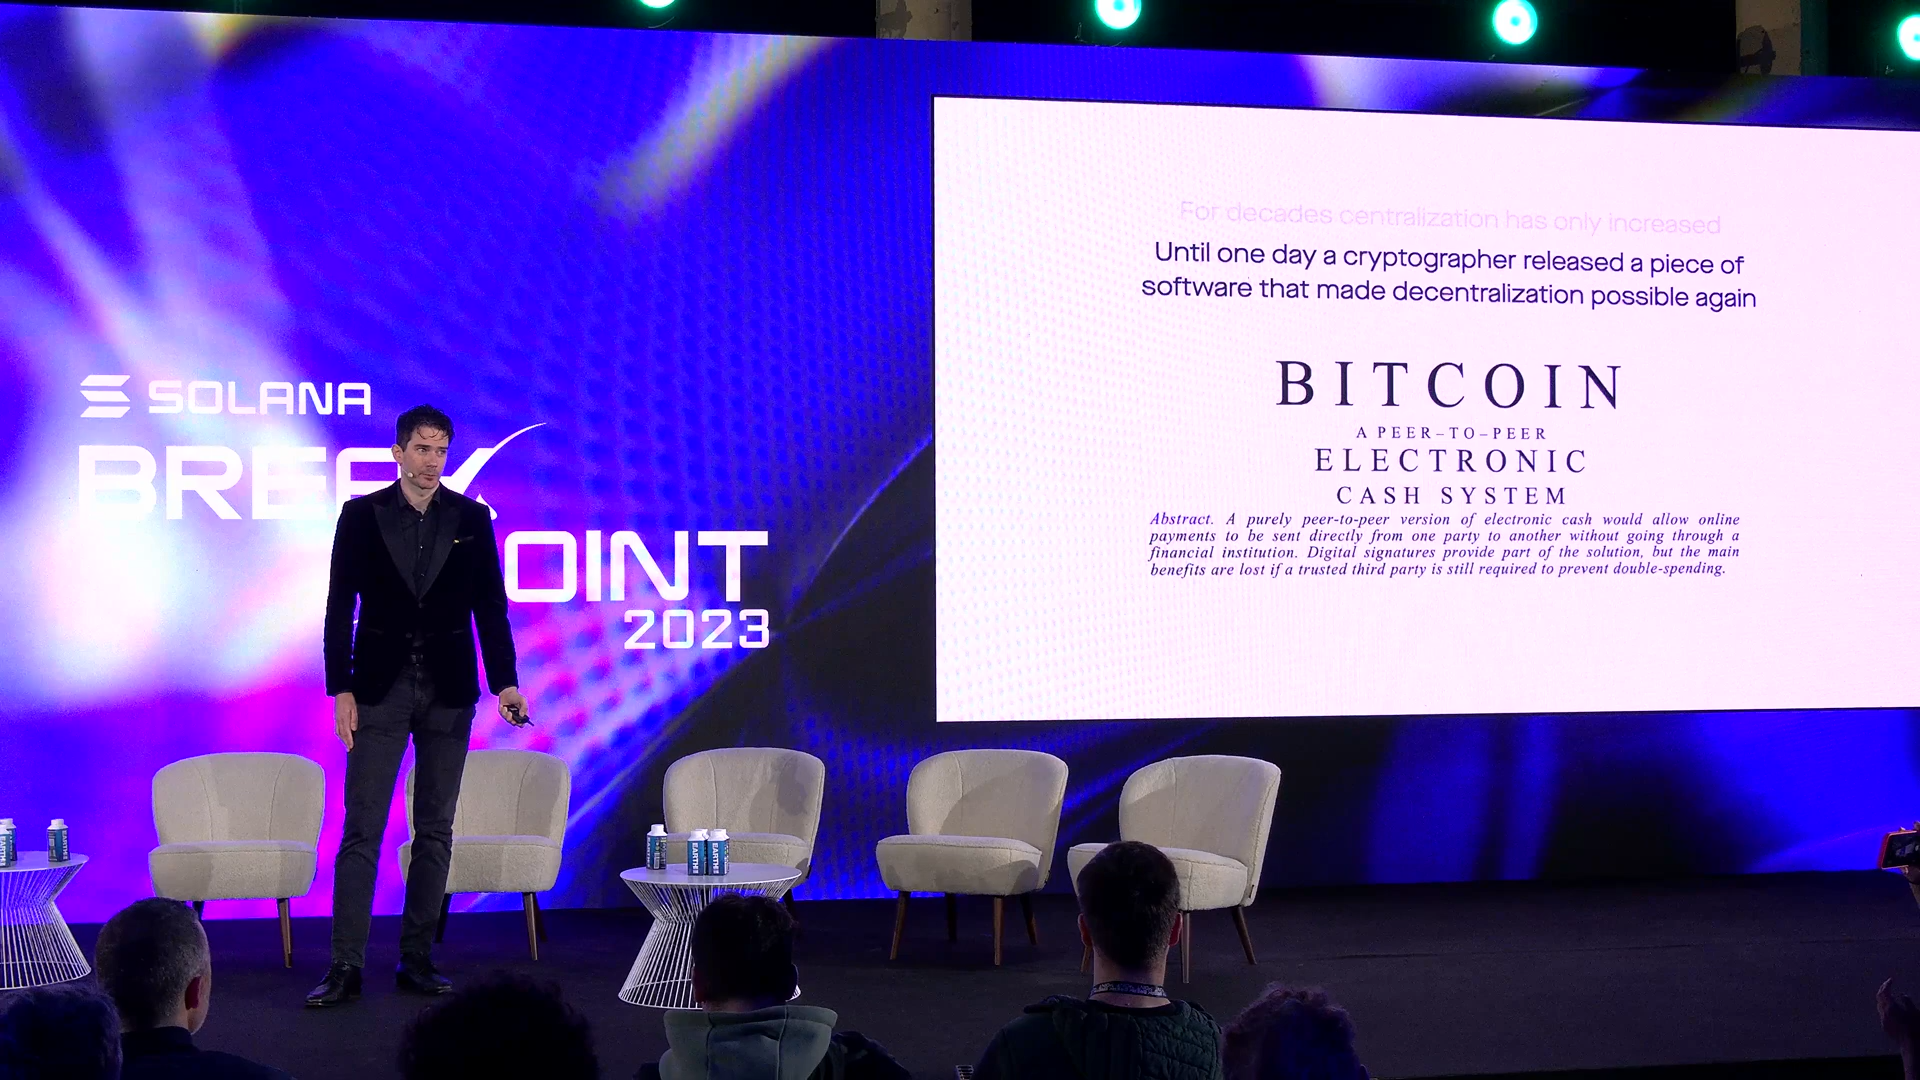 SOLANA
BRE
OINT
2023
For decades centralization has only increased
Until one day a cryptographer released a piece of
software that made decentralization possible again
BITCOIN
A PEER–TO–PEER
ELECTRONIC
CASH SYSTEM
Abstract. A purely peer-to-peer version of electronic cash would allow online
payments to be sent directly from one party to another without going through a
financial institution. Digital signatures provide part of the solution, but the main
benefits are lost if a trusted third party is still required to prevent double-spending.
EARTH
EARTH